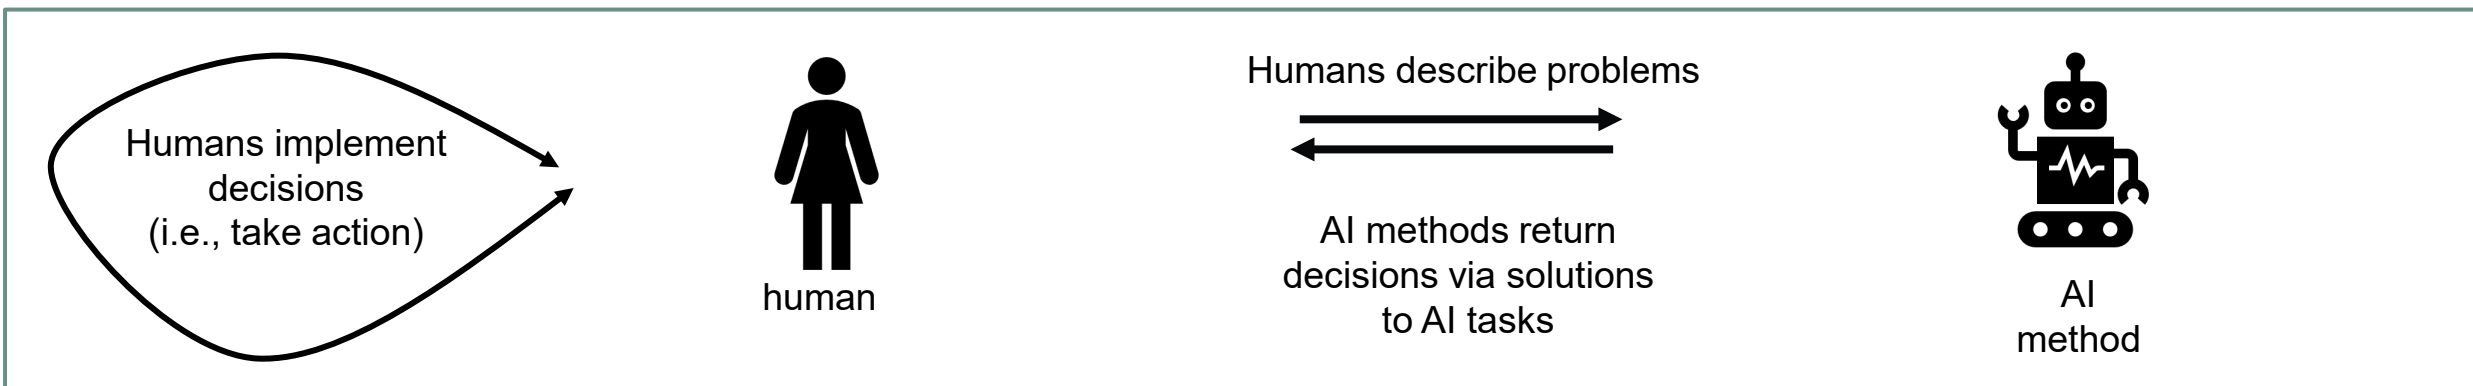 Humans implement
decisions
(i.e., take action)
human
Humans describe problems
AI methods return
decisions via solutions
to AI tasks
AI
method